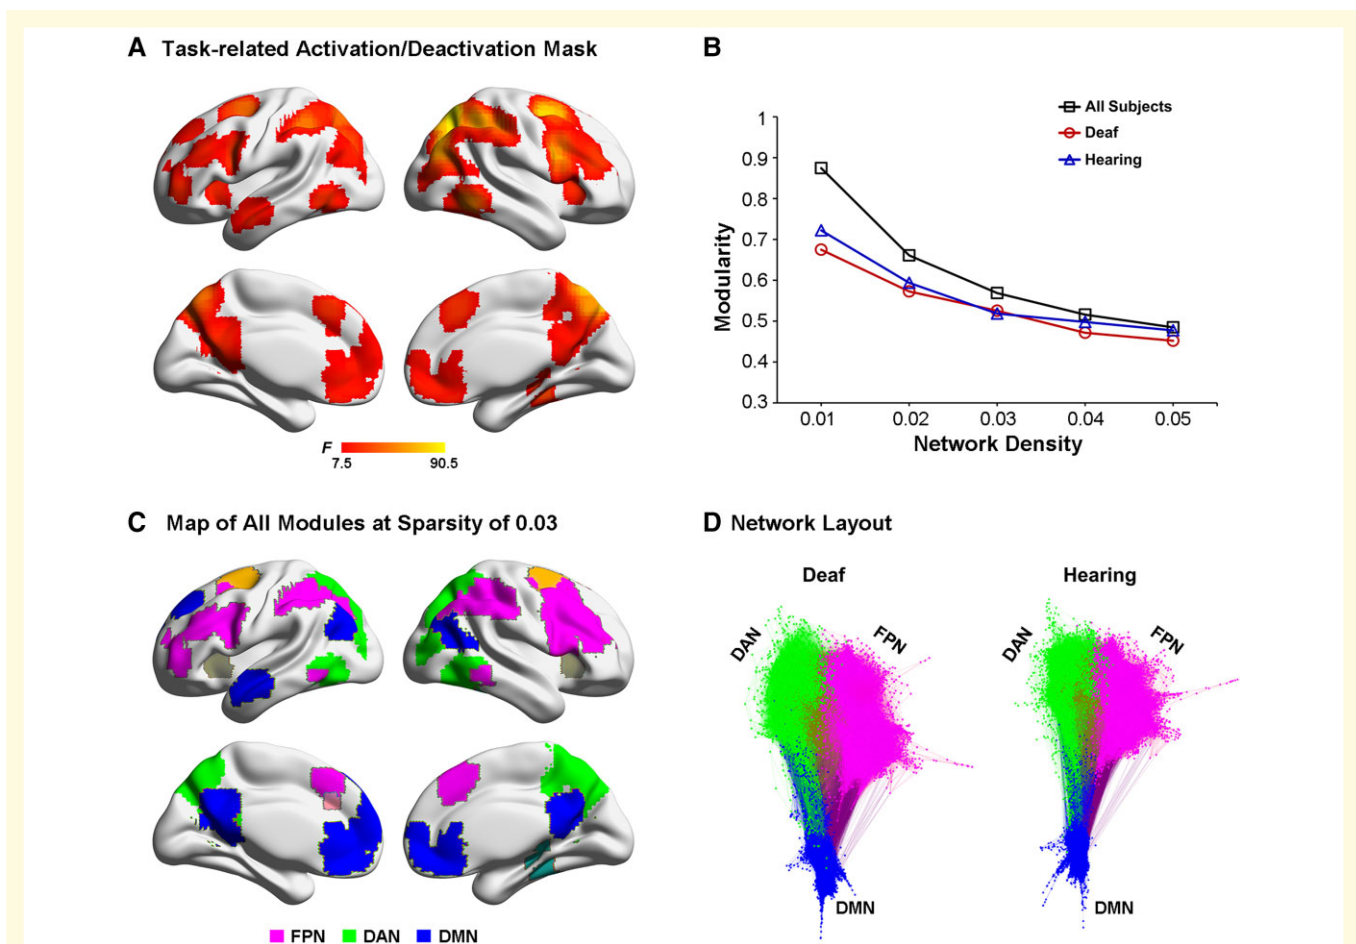 A Task-related Activation/Deactivation Mask
F
7.5 90.5
B
All Subjects
Deaf
Hearing
1
0.9
0.8
0.7
0.6
0.5
0.4
0.3
Modularity
0.01 0.02 0.03 0.04 0.05
Network Density
C Map of All Modules at Sparsity of 0.03
FPN DAN DMN
D Network Layout
Deaf Hearing
DAN FPN DAN FPN
DMN DMN